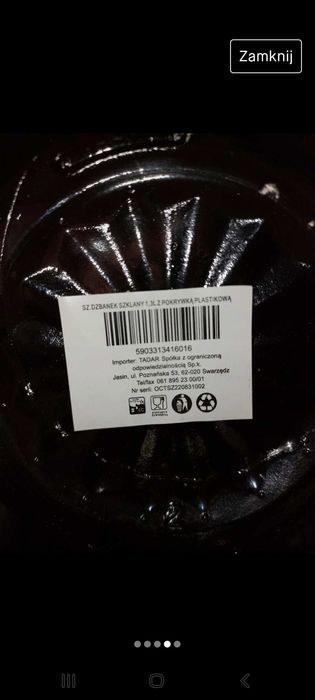 Zamknij
SZ.DZBANEK SZKLANY 1,3L Z POKRYWKĄ PLASTIKOWĄ
5903313416016
Importer: TADAR Spółka z ograniczoną
odpowiedzialnością Sp.k.
Jasin, ul. Poznańska 53, 62-020 Swarzędz
Tel/fax 061 895 23 00/01
Nr serii: OCTSZ220831002